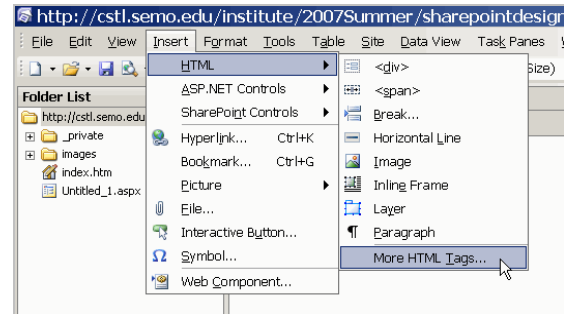 http://cstl.semo.edu/institute/2007Summer/sharepointdesign
File Edit View Insert Format Tools Table Site Data View Task Panes
HTML
<div>
Size)
ASP.NET Controls
<span>
Folder List
SharePoint Controls
Break...
http://cstl.semo.edu
Hyperlink... Ctrl+K
Horizontal Line
_private
Bookmark... Ctrl+G
Image
images
Picture
Inline Frame
index.htm
File...
Layer
Untitled_1.aspx
Interactive Button...
Paragraph
Symbol...
More HTML Tags...
Web Component...